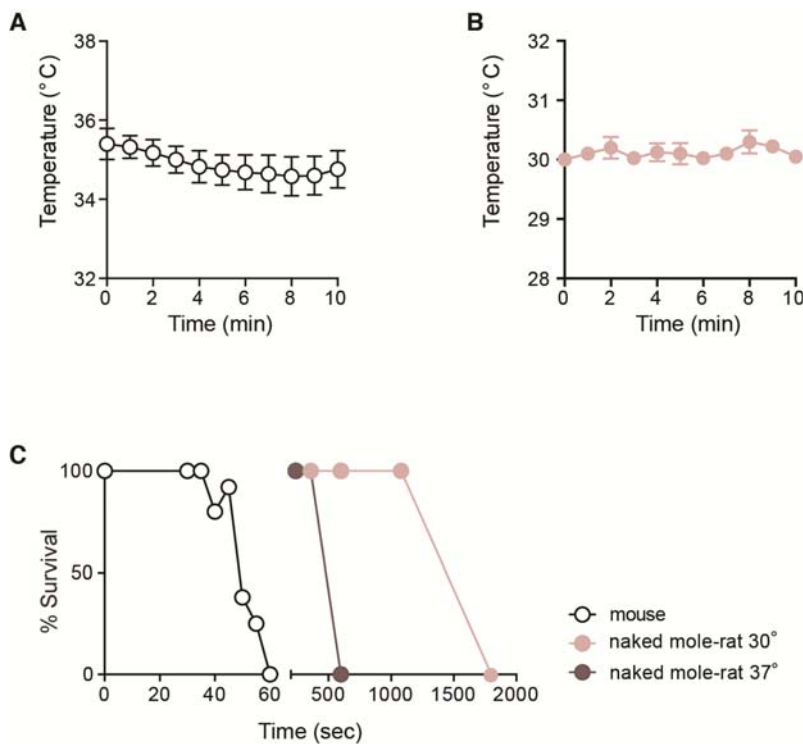 A
Temperature (°C)
38
36
34
32
0 2 4 6 8 10
Time (min)
B
Temperature (°C)
32
31
30
29
28
0 2 4 6 8 10
Time (min)
C
% Survival
100
50
0
0 20 40 60 500 1000 1500 2000
Time (sec)
mouse
naked mole-rat 30°
naked mole-rat 37°